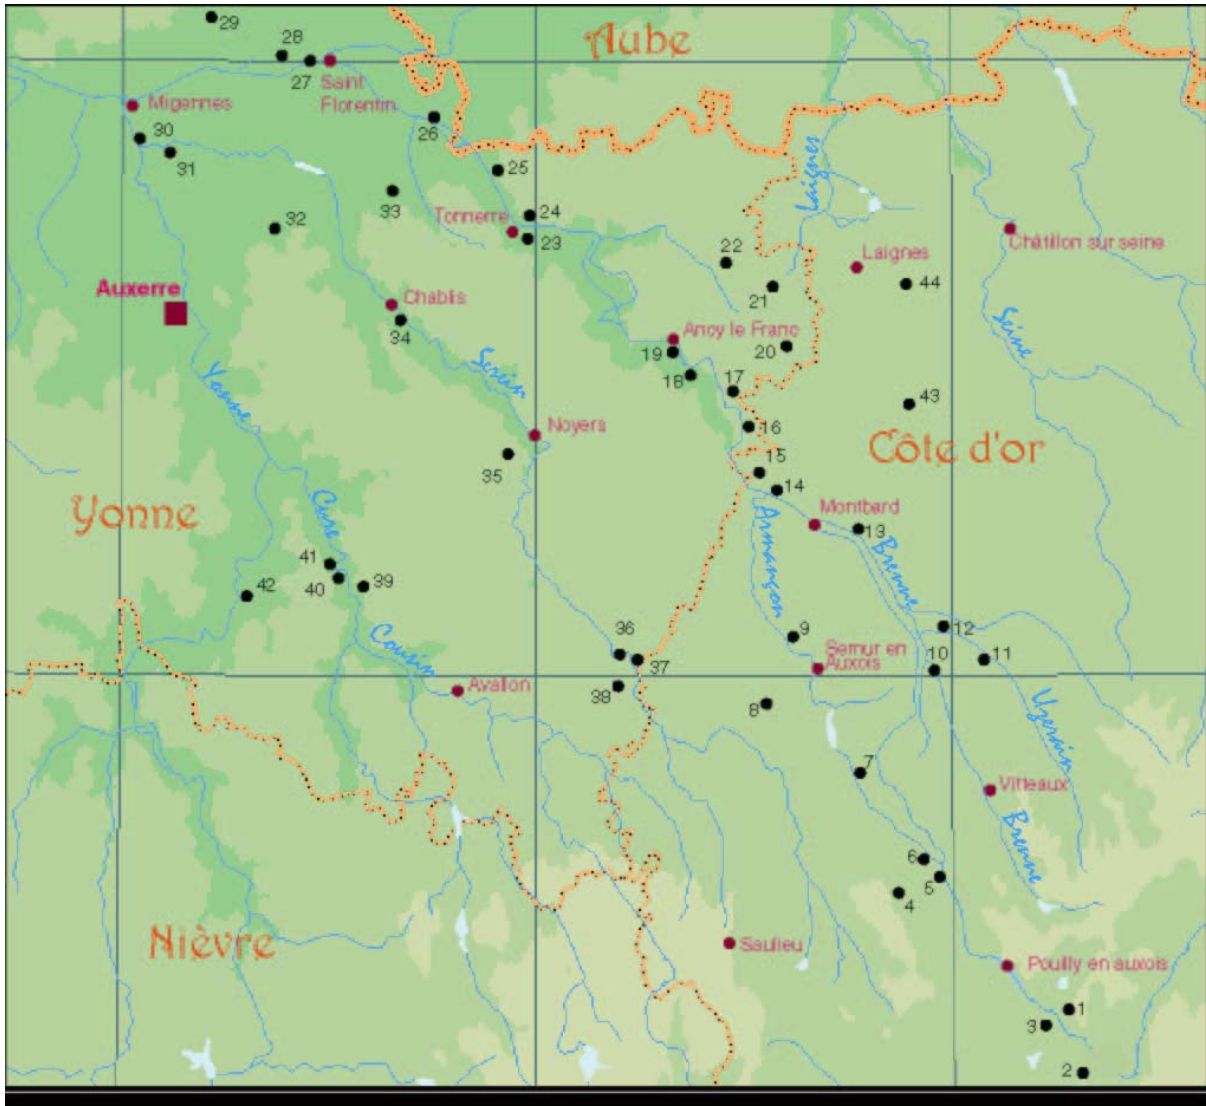 29
Aube
28
27
Saint
Florentin
Migennes
26
30
31
25
Laignes
33
24
32
Tonnerre
23
22
Châtillon sur seine
Laignes
44
21
Auxerre
Chablis
34
Ancy le Franc
20
19
Seine
18
17
Serein
Yonne
43
Noyers
16
Côte d'or
35
15
14
Yonne
Cure
Montbard
13
Armançon
Brenne
41
40
39
42
Cousin
36
9
12
Semur en
Auxois
10
11
37
38
Avallon
8
Uzerain
7
Vitteaux
Brenne
6
5
4
Nièvre
Saulieu
Pouilly en auxois
1
3
2